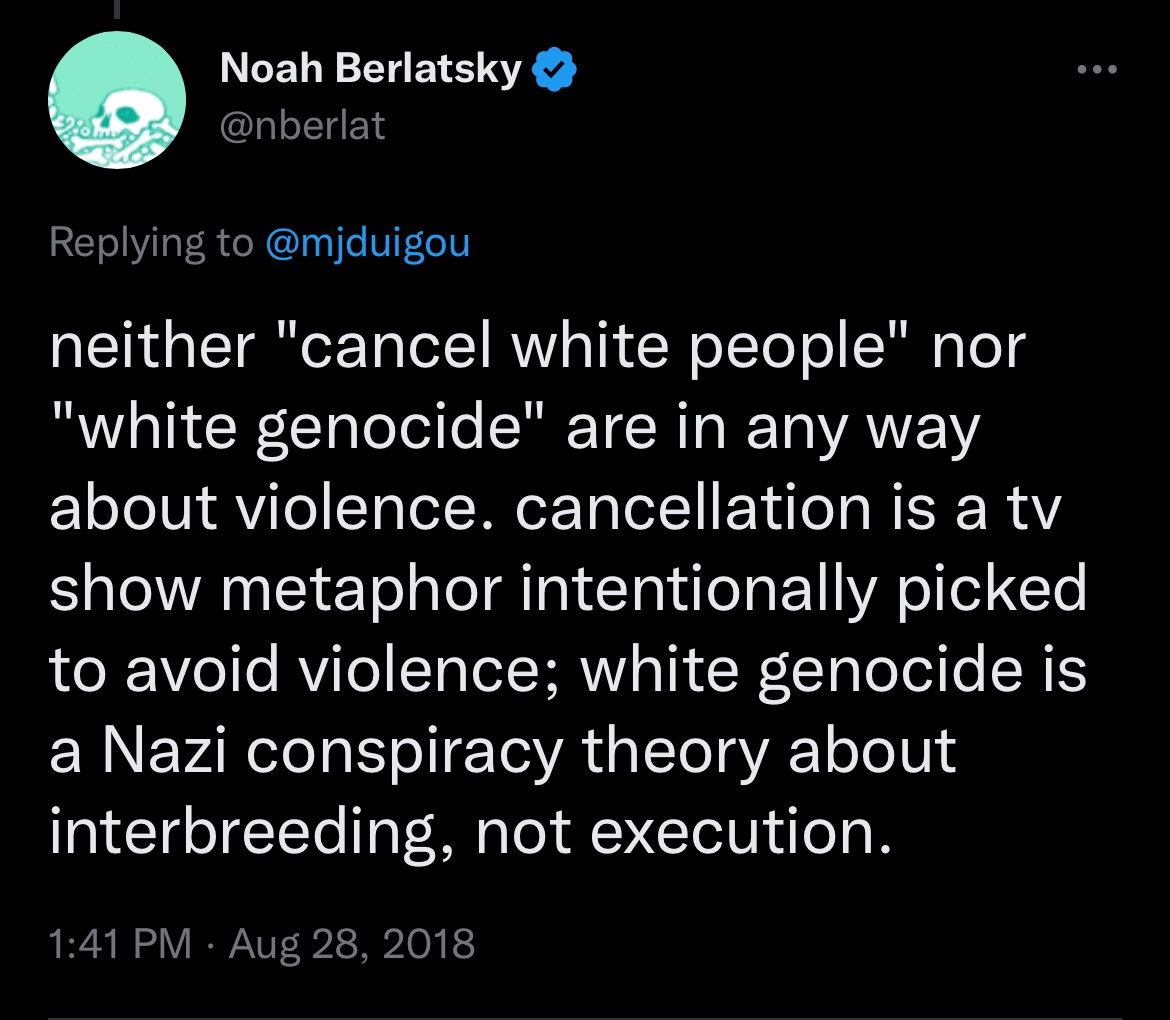 Noah Berlatsky
@nberlat
Replying to @mjduigou
neither "cancel white people" nor
"white genocide" are in any way
about violence. cancellation is a tv
show metaphor intentionally picked
to avoid violence; white genocide is
a Nazi conspiracy theory about
interbreeding, not execution.
1:41 PM · Aug 28, 2018